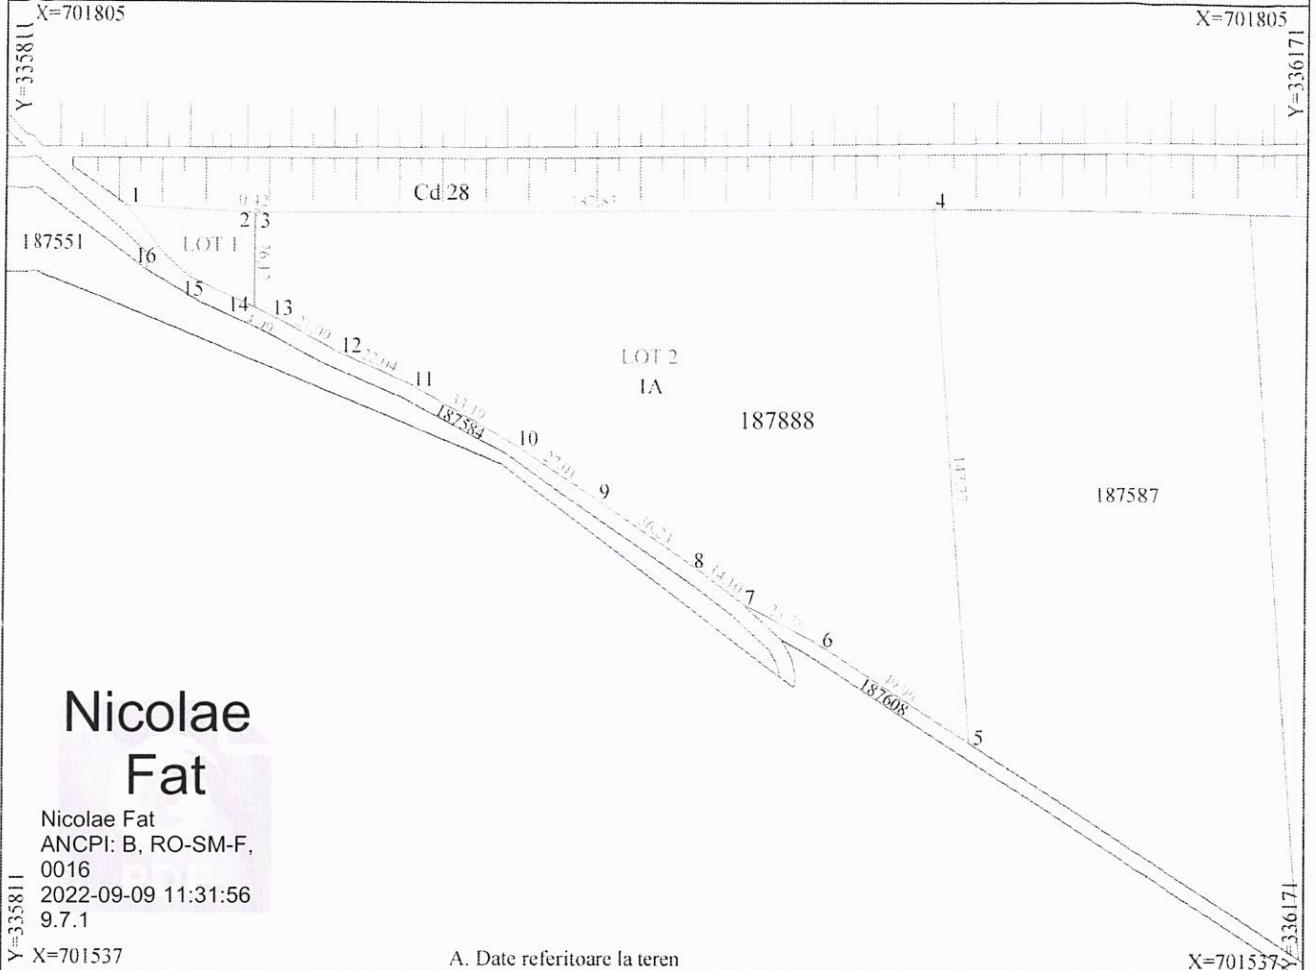 X=701805 X=701805
Y=335811 Y=336171
1 Cd 28 4
2 3
187551 LOT 1
16
15
14 13
12
LOT 2
11 1A
187584 187888
10
9 187587
8
7
6
187608
5
Nicolae
Fat
Nicolae Fat
ANCPI: B, RO-SM-F,
0016
2022-09-09 11:31:56
9.7.1
Y=335811 Y=336171
X=701537 A. Date referitoare la teren X=701537